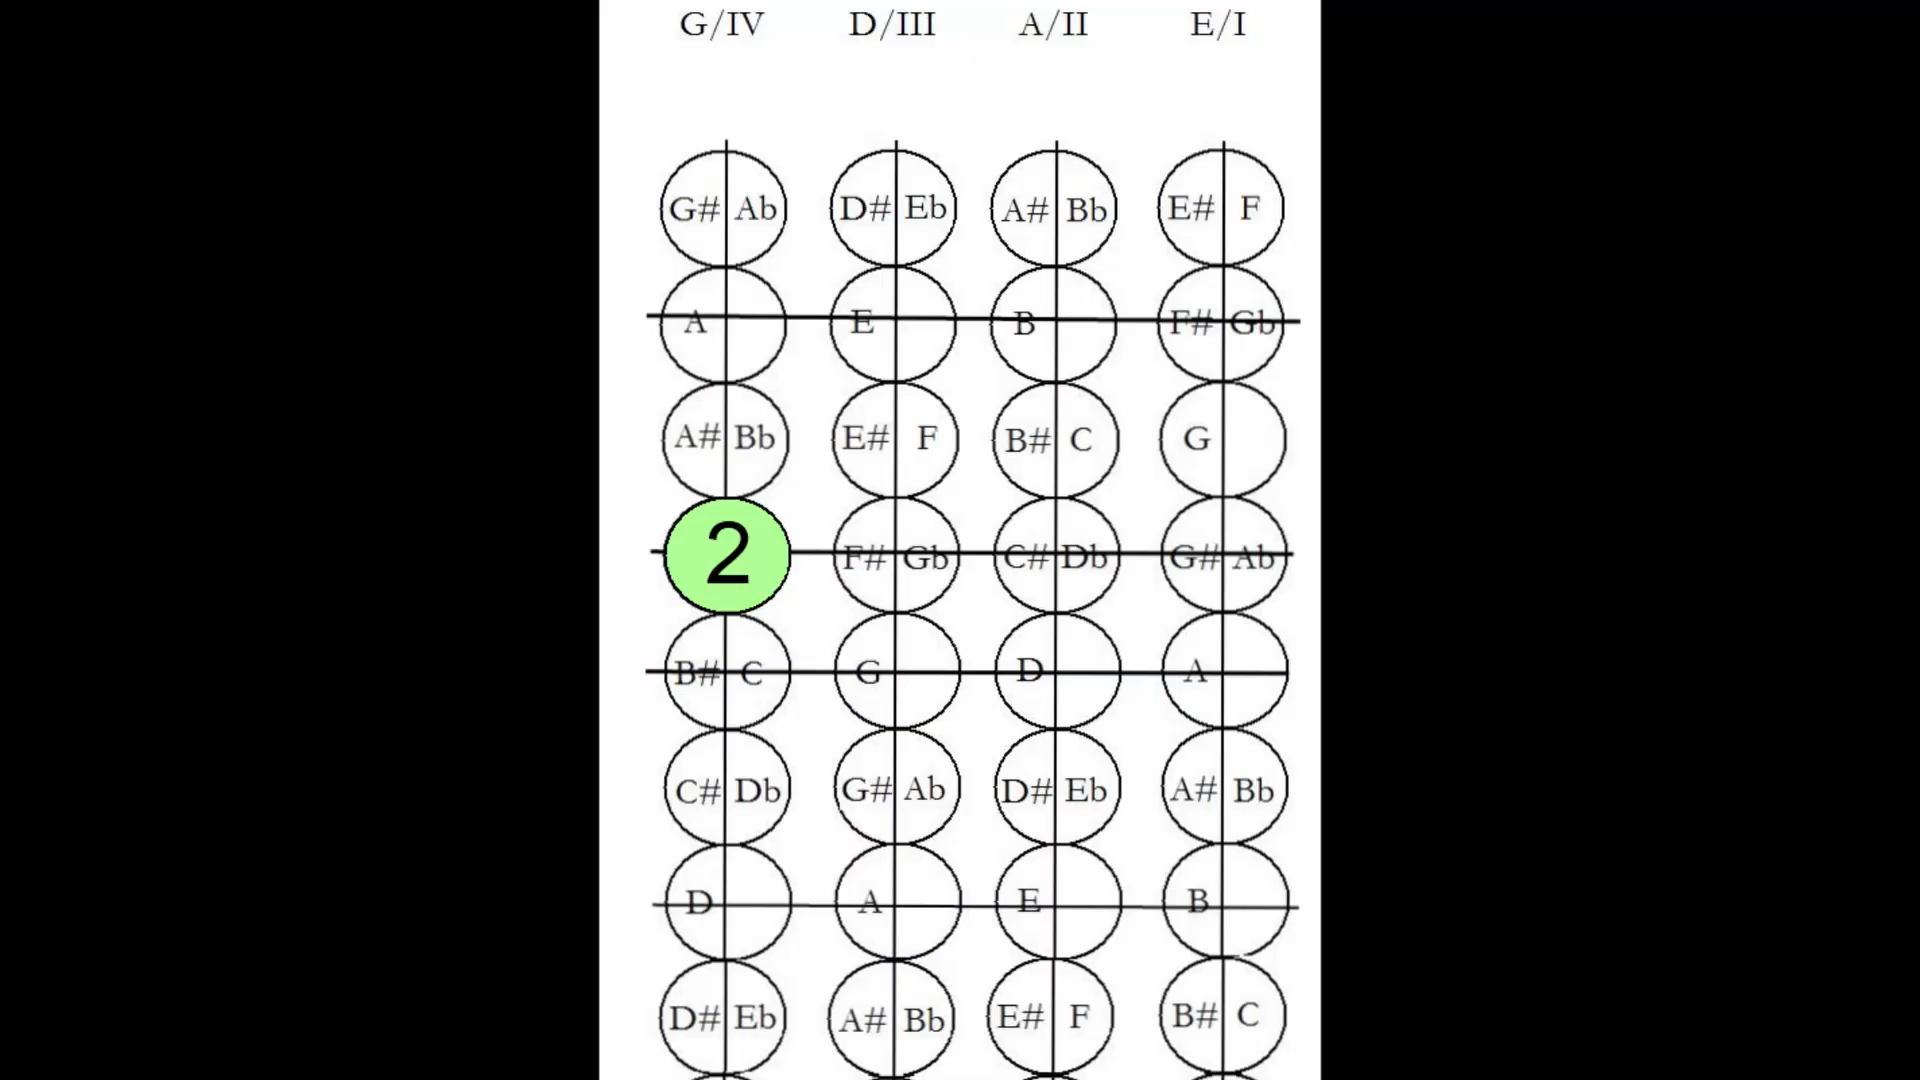 G/IV D/III A/II E/I
G# Ab D# Eb A# Bb E# F
A E B F# Gb
A# Bb E# F B# C G
2 F# Gb C# Db G# Ab
B# C G D A
C# Db G# Ab D# Eb A# Bb
D A E B
D# Eb A# Bb E# F B# C